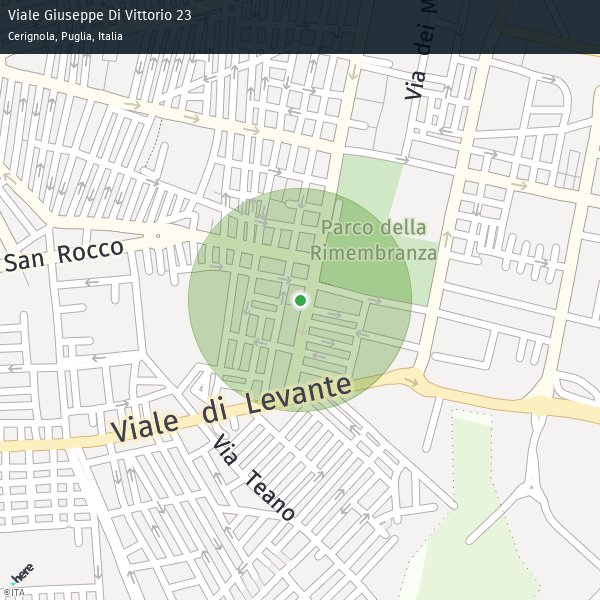 Viale Giuseppe Di Vittorio 23
Cerignola, Puglia, Italia
Via dei M
Parco della
Rimembranza
San Rocco
Viale di Levante
Via Teano
here
©ITA